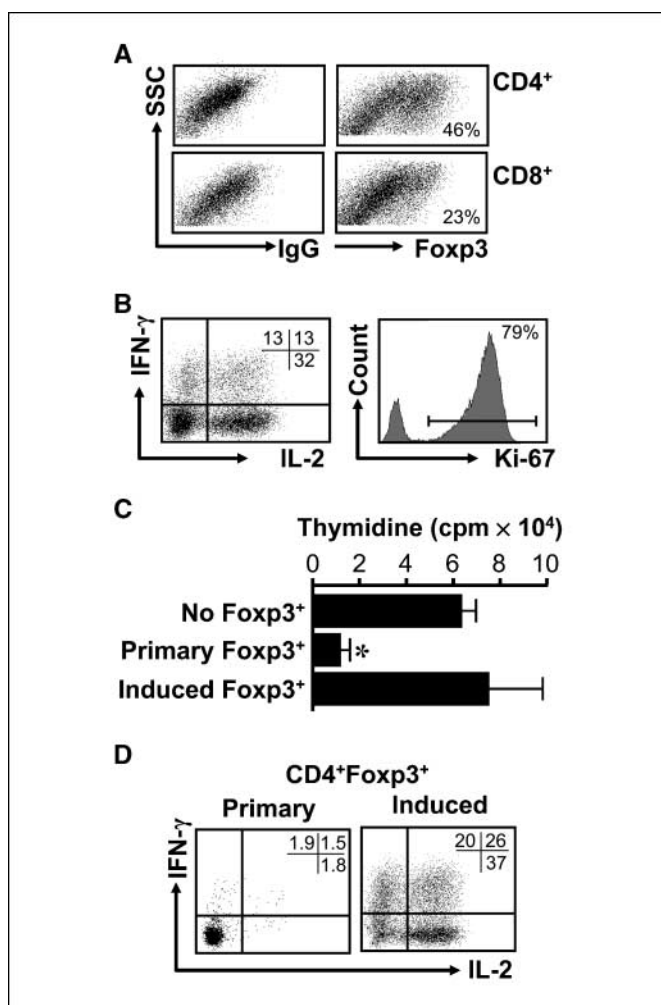 A
SSC
CD4⁺
46%
CD8⁺
23%
IgG
Foxp3
B
IFN-γ
13 13
32
IL-2
Count
79%
Ki-67
C
Thymidine (cpm × 10⁴)
0 2 4 6 8 10
No Foxp3⁺
Primary Foxp3⁺ *
Induced Foxp3⁺
D
CD4⁺Foxp3⁺
Primary Induced
IFN-γ
1.9 1.5
1.8
20 26
37
IL-2